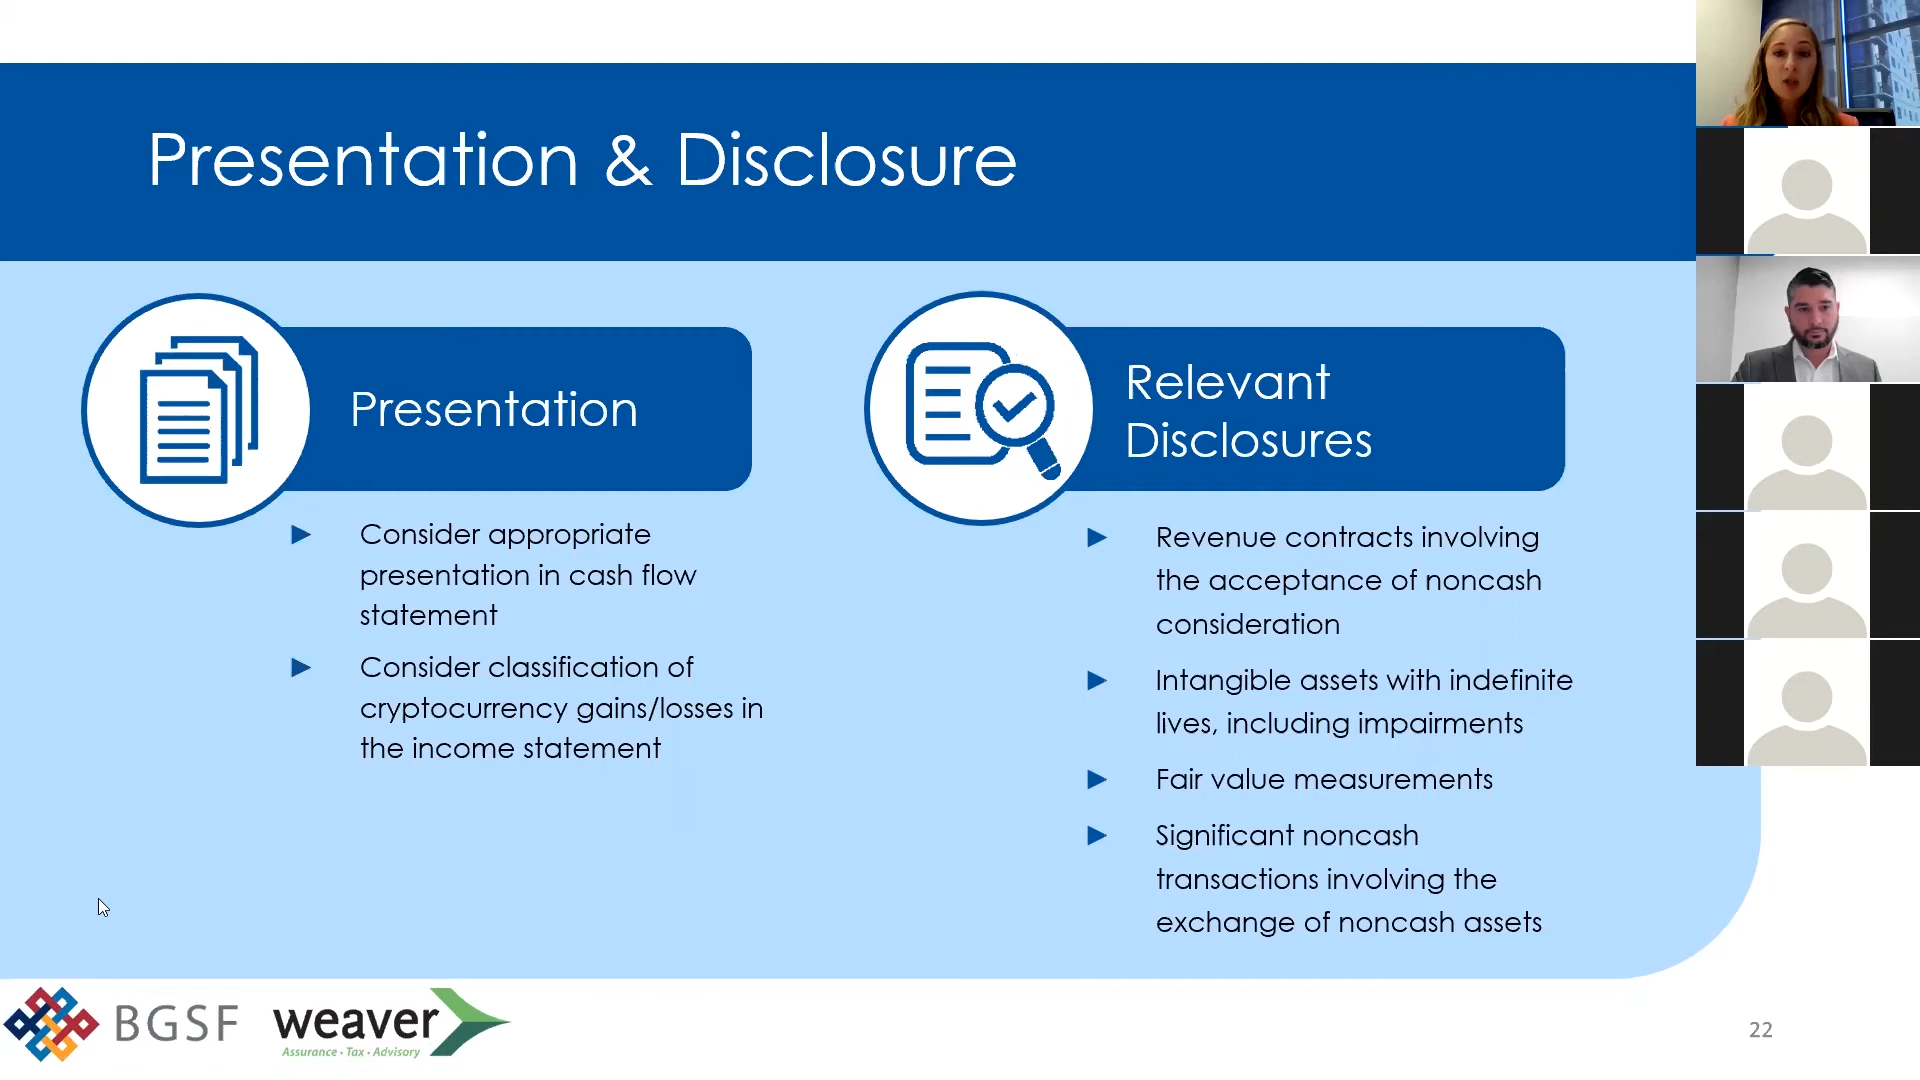 Presentation & Disclosure
Presentation
Consider appropriate
presentation in cash flow
statement
Consider classification of
cryptocurrency gains/losses in
the income statement
Relevant
Disclosures
Revenue contracts involving
the acceptance of noncash
consideration
Intangible assets with indefinite
lives, including impairments
Fair value measurements
Significant noncash
transactions involving the
exchange of noncash assets
BGSF
weaver
Assurance • Tax • Advisory
22